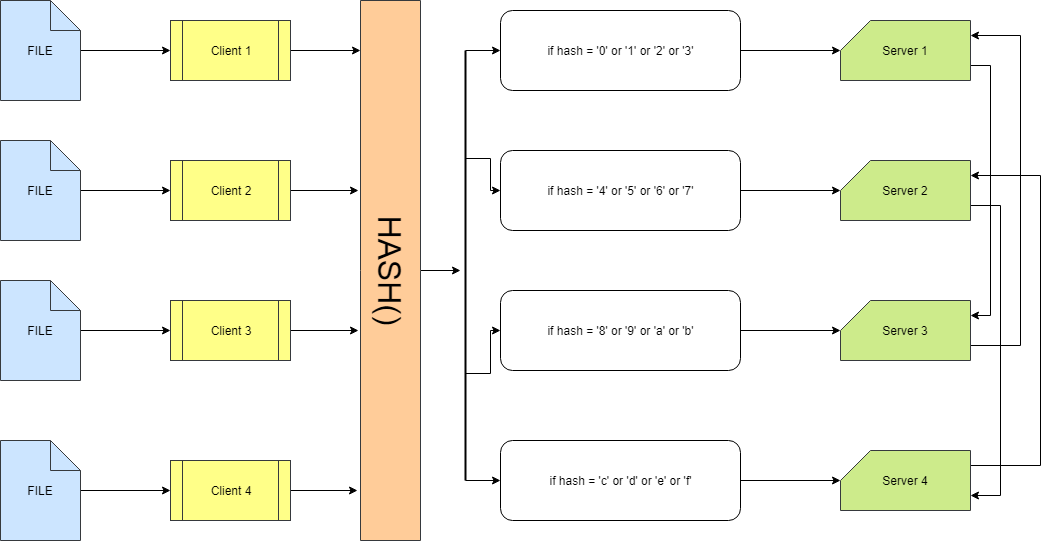 FILE
Client 1
if hash = '0' or '1' or '2' or '3'
Server 1
FILE
Client 2
if hash = '4' or '5' or '6' or '7'
Server 2
HASH()
FILE
Client 3
if hash = '8' or '9' or 'a' or 'b'
Server 3
FILE
Client 4
if hash = 'c' or 'd' or 'e' or 'f'
Server 4